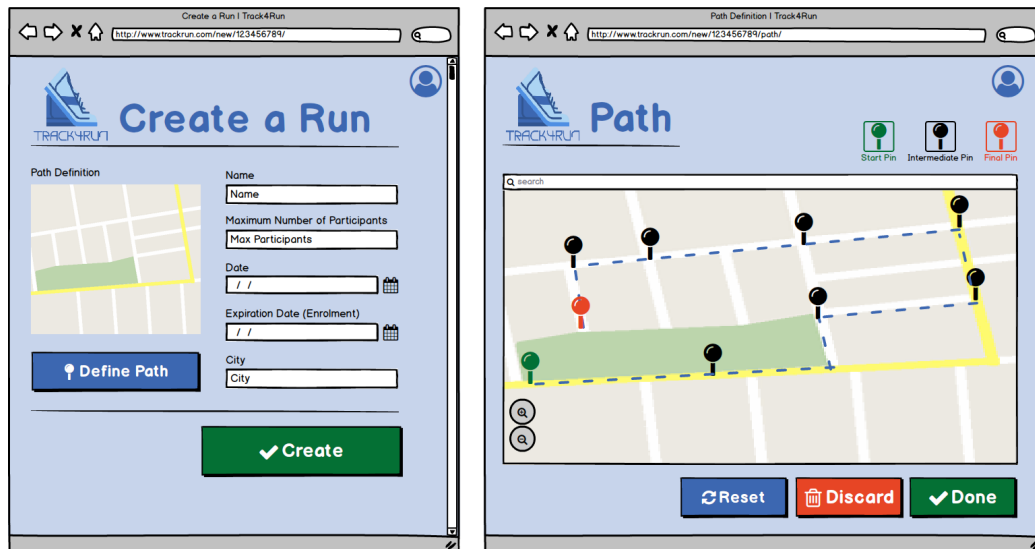 Create a Run | Track4Run
http://www.trackrun.com/new/123456789/
TRACK4RUN
Create a Run
Path Definition
Define Path
Name
Name
Maximum Number of Participants
Max Participants
Date
/ /
Expiration Date (Enrolment)
/ /
City
City
Create
Path Definition | Track4Run
http://www.trackrun.com/new/123456789/path/
TRACK4RUN
Path
Start Pin
Intermediate Pin
Final Pin
search
Reset
Discard
Done